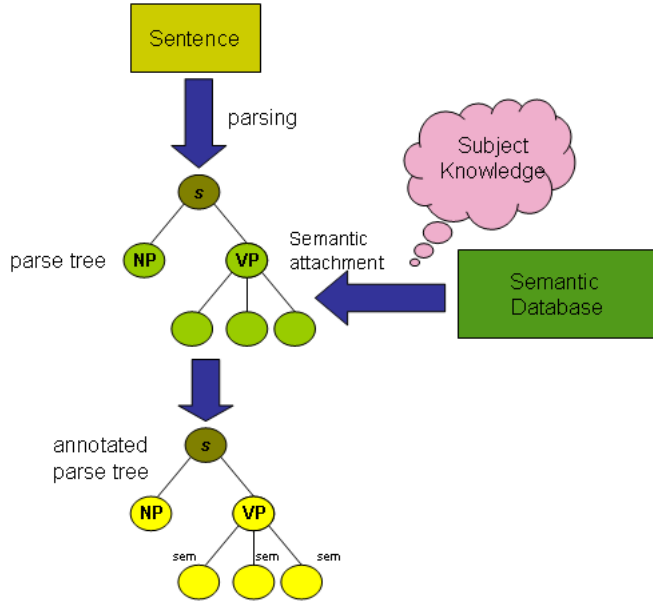 Sentence
parsing
Subject
Knowledge
s
Semantic
attachment
parse tree
NP
VP
Semantic
Database
annotated
parse tree
s
NP
VP
sem
sem
sem